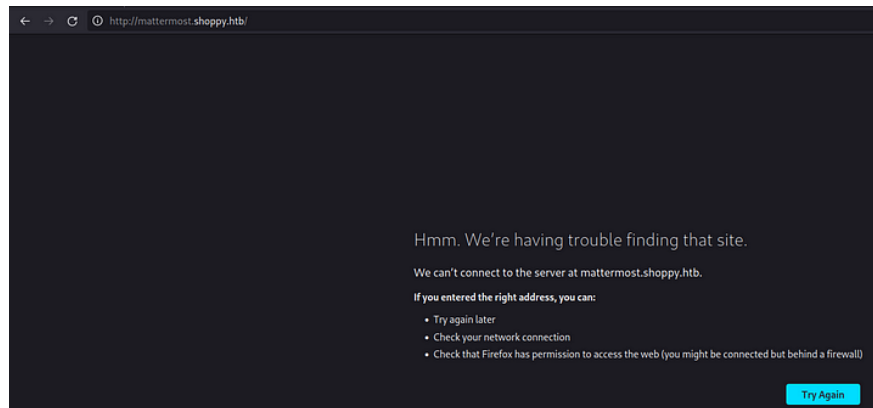 http://mattermost.shoppy.htb/
Hmm. We're having trouble finding that site.
We can't connect to the server at mattermost.shoppy.htb.
If you entered the right address, you can:
• Try again later
• Check your network connection
• Check that Firefox has permission to access the web (you might be connected but behind a firewall)
Try Again